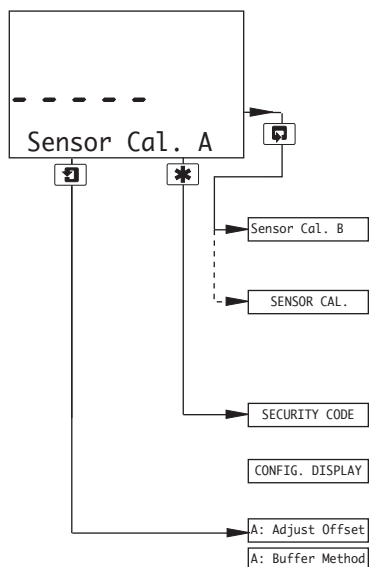 - - - - -
Sensor Cal. A
Sensor Cal. B
SENSOR CAL.
SECURITY CODE
CONFIG. DISPLAY
A: Adjust Offset
A: Buffer Method